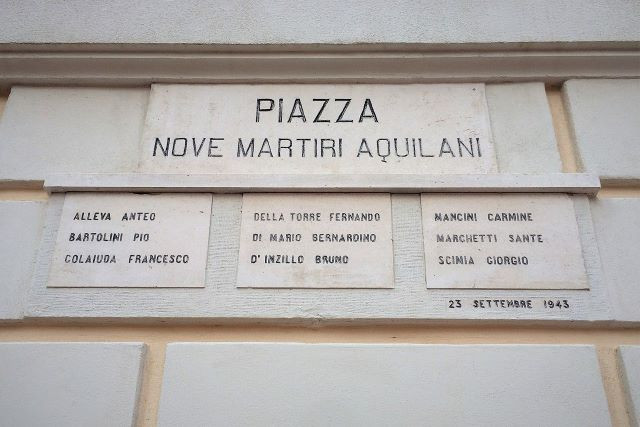 PIAZZA
NOVE MARTIRI AQUILANI
ALLEVA ANTEO
BARTOLINI PIO
COLAIUDA FRANCESCO
DELLA TORRE FERNANDO
DI MARIO BERNARDINO
D'INZILLO BRUNO
MANCINI CARMINE
MARCHETTI SANTE
SCINIA GIORGIO
23 SETTEMBRE 1943